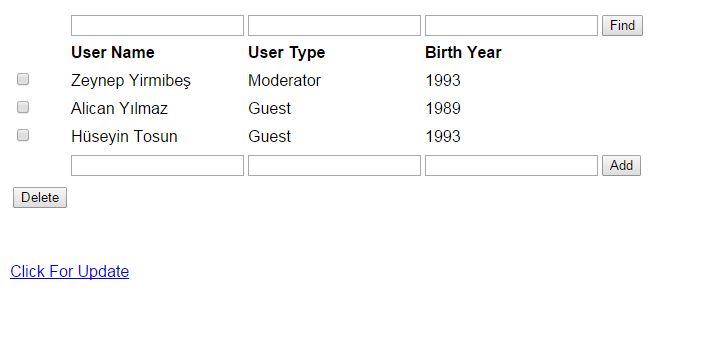 Find
User Name User Type Birth Year
Zeynep Yirmibeş Moderator 1993
Alican Yılmaz Guest 1989
Hüseyin Tosun Guest 1993
Add
Delete
Click For Update